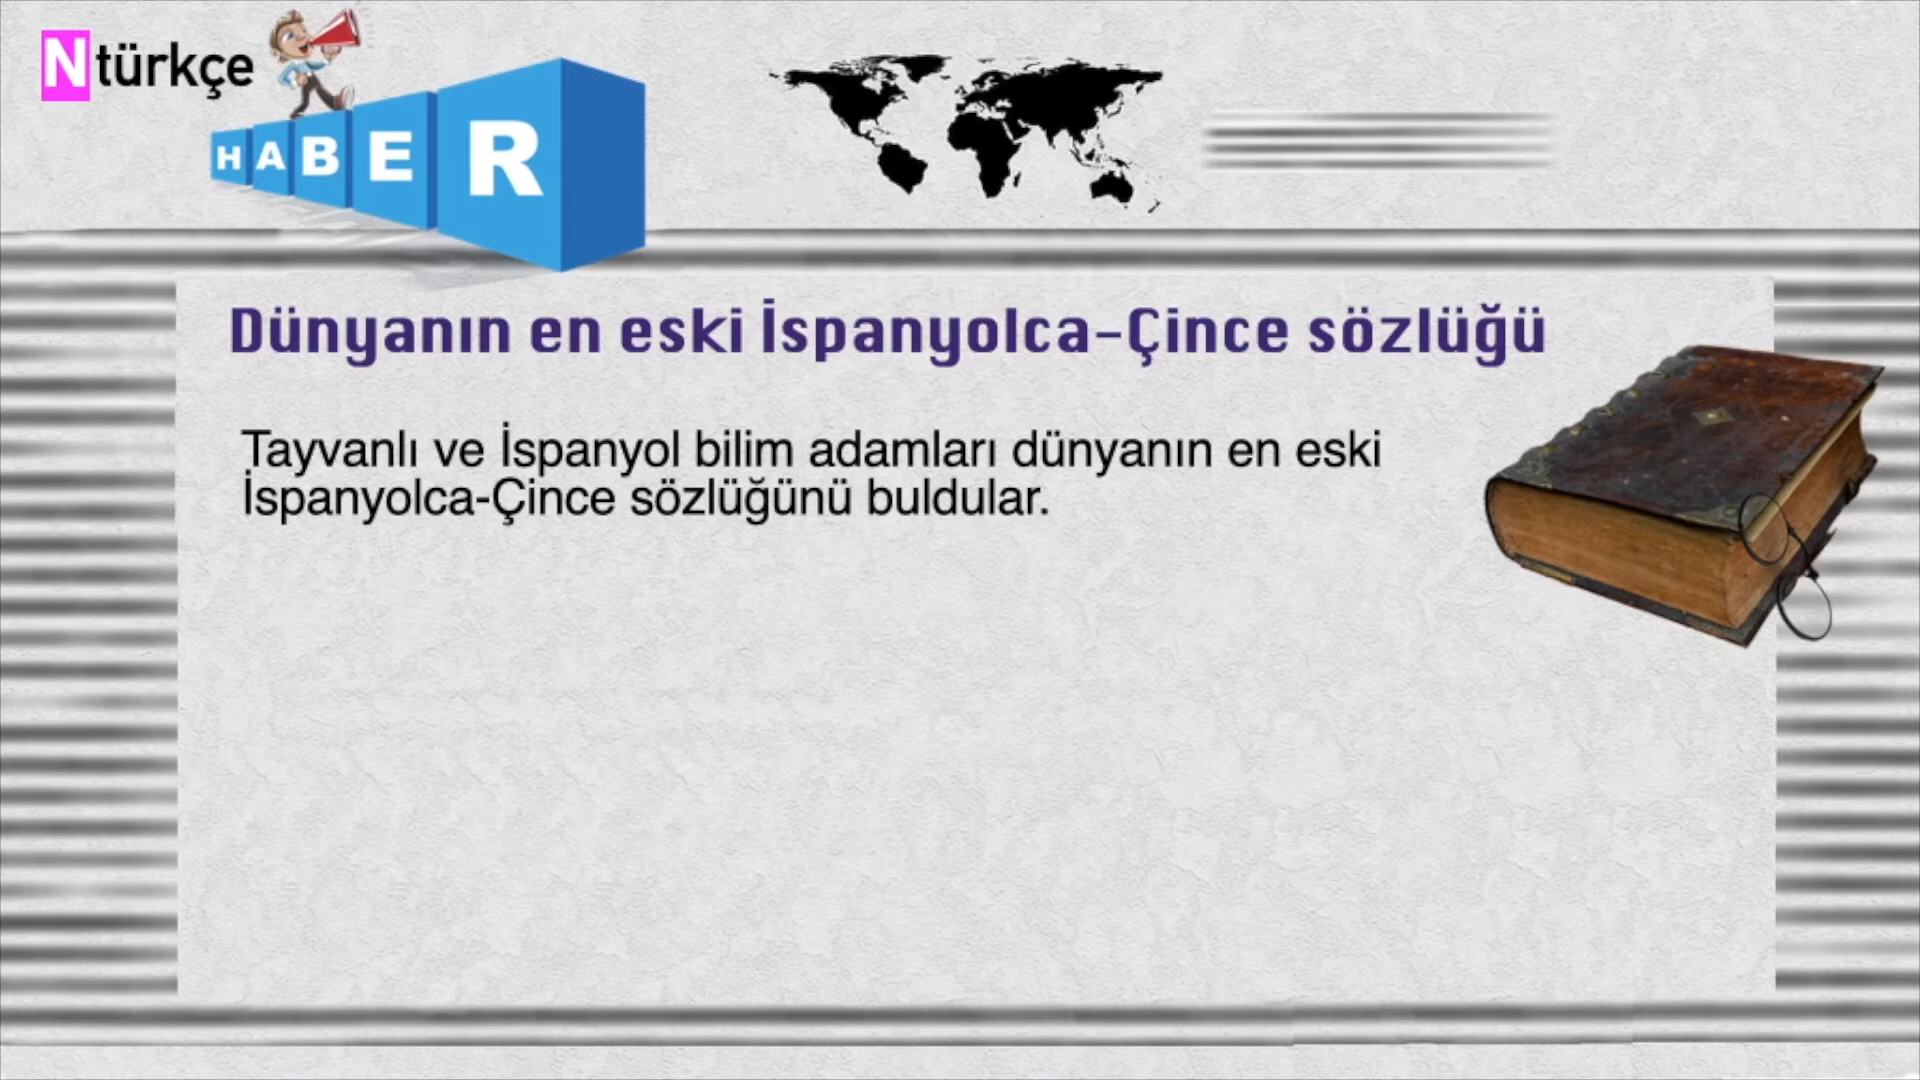 Ntürkçe
HABER
Dünyanın en eski İspanyolca-Çince sözlüğü
Tayvanlı ve İspanyol bilim adamları dünyanın en eski
İspanyolca-Çince sözlüğünü buldular.